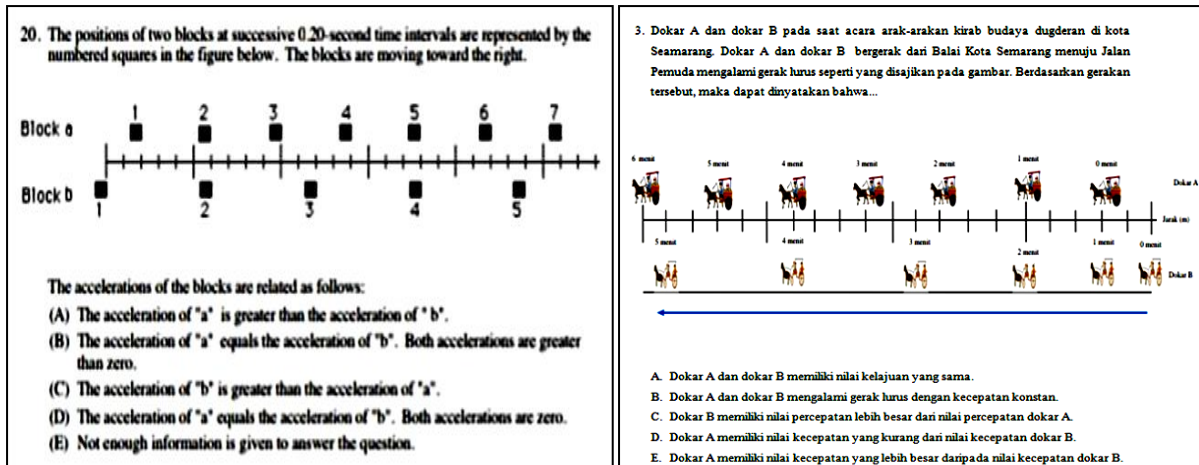 20. The positions of two blocks at successive 0.20-second time intervals are represented by the
numbered squares in the figure below. The blocks are moving toward the right.
1 2 3 4 5 6 7
Block a
Block b
1 2 3 4 5
The accelerations of the blocks are related as follows:
(A) The acceleration of "a" is greater than the acceleration of "b".
(B) The acceleration of "a" equals the acceleration of "b". Both accelerations are greater
than zero.
(C) The acceleration of "b" is greater than the acceleration of "a".
(D) The acceleration of "a" equals the acceleration of "b". Both accelerations are zero.
(E) Not enough information is given to answer the question.
3. Dokar A dan dokar B pada saat acara arak-arakan kirab budaya dugderan di kota
Seamarang. Dokar A dan dokar B bergerak dari Balai Kota Semarang menuju Jalan
Pemuda mengalami gerak lurus seperti yang disajikan pada gambar. Berdasarkan gerakan
tersebut, maka dapat dinyatakan bahwa...
6 menit 5 menit 4 menit 3 menit 2 menit 1 menit 0 menit
Dokar A
Jarak (m)
5 menit 4 menit 3 menit 2 menit 1 menit 0 menit
Dokar B
A. Dokar A dan dokar B memiliki nilai kelajuan yang sama.
B. Dokar A dan dokar B mengalami gerak lurus dengan kecepatan konstan.
C. Dokar B memiliki nilai percepatan lebih besar dari nilai percepatan dokar A.
D. Dokar A memiliki nilai kecepatan yang kurang dari nilai kecepatan dokar B.
E. Dokar A memiliki nilai kecepatan yang lebih besar daripada nilai kecepatan dokar B.